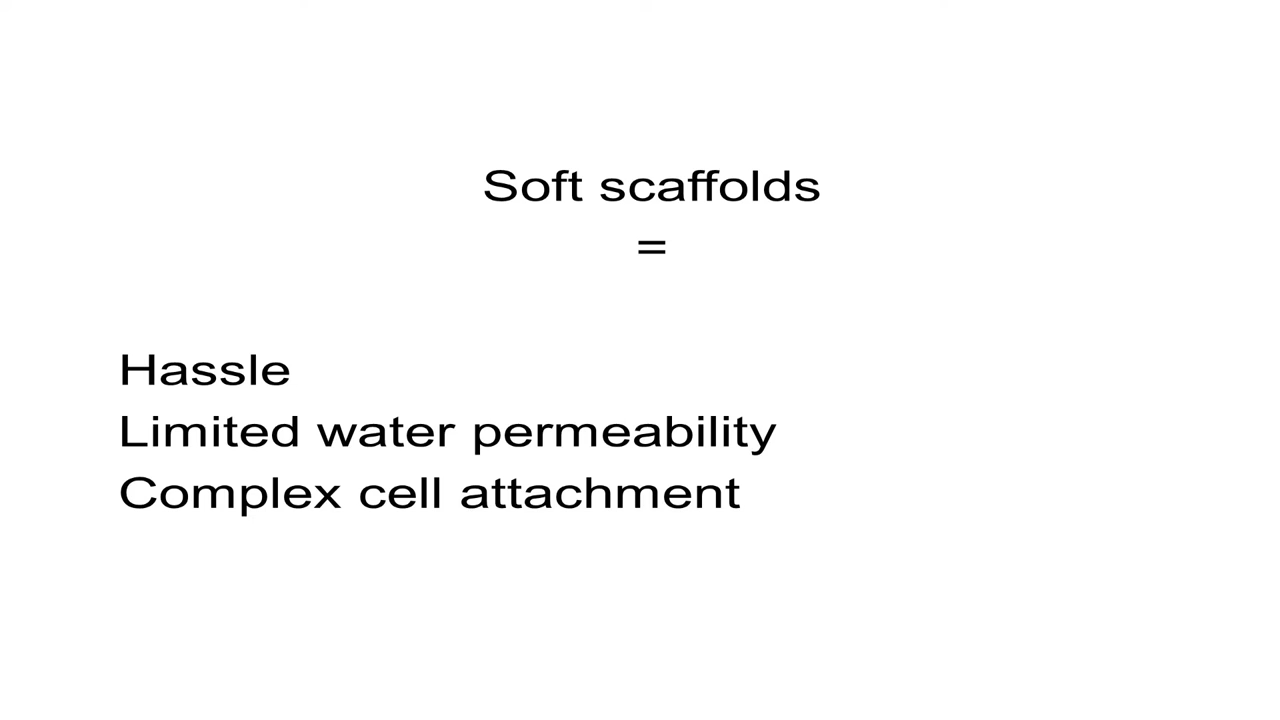 Soft scaffolds
=
Hassle
Limited water permeability
Complex cell attachment